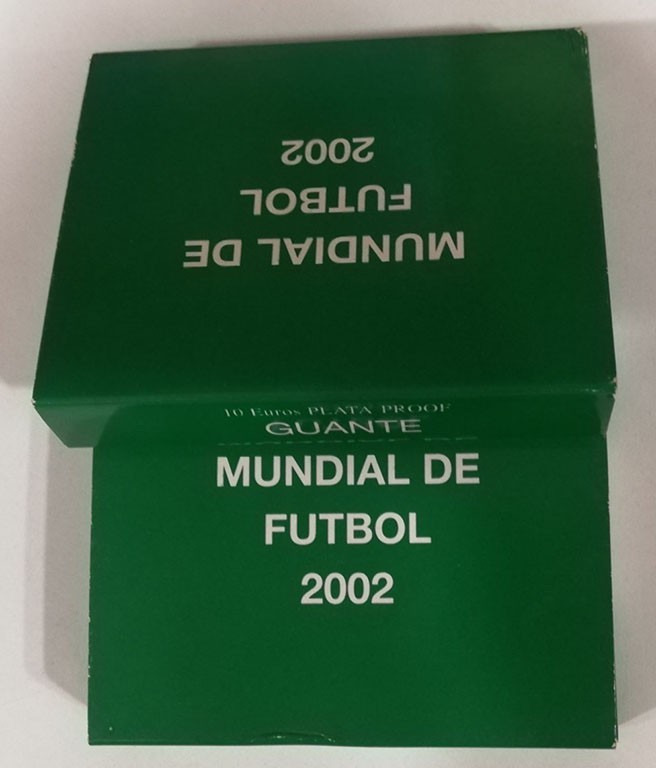 MUNDIAL DE
FUTBOL
2002
10 Euros PLATA PROOF
GUANTE
MUNDIAL DE
FUTBOL
2002